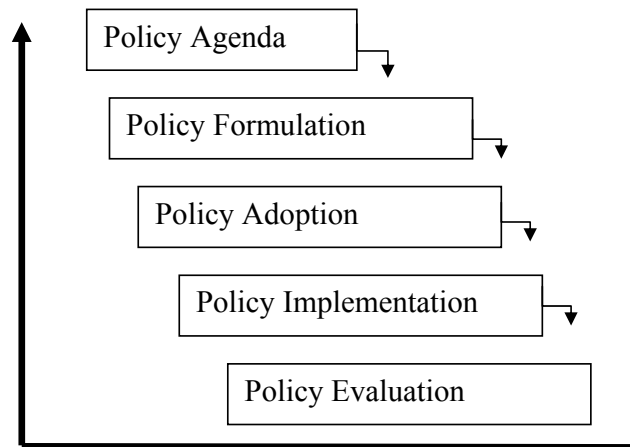 Policy Agenda
Policy Formulation
Policy Adoption
Policy Implementation
Policy Evaluation